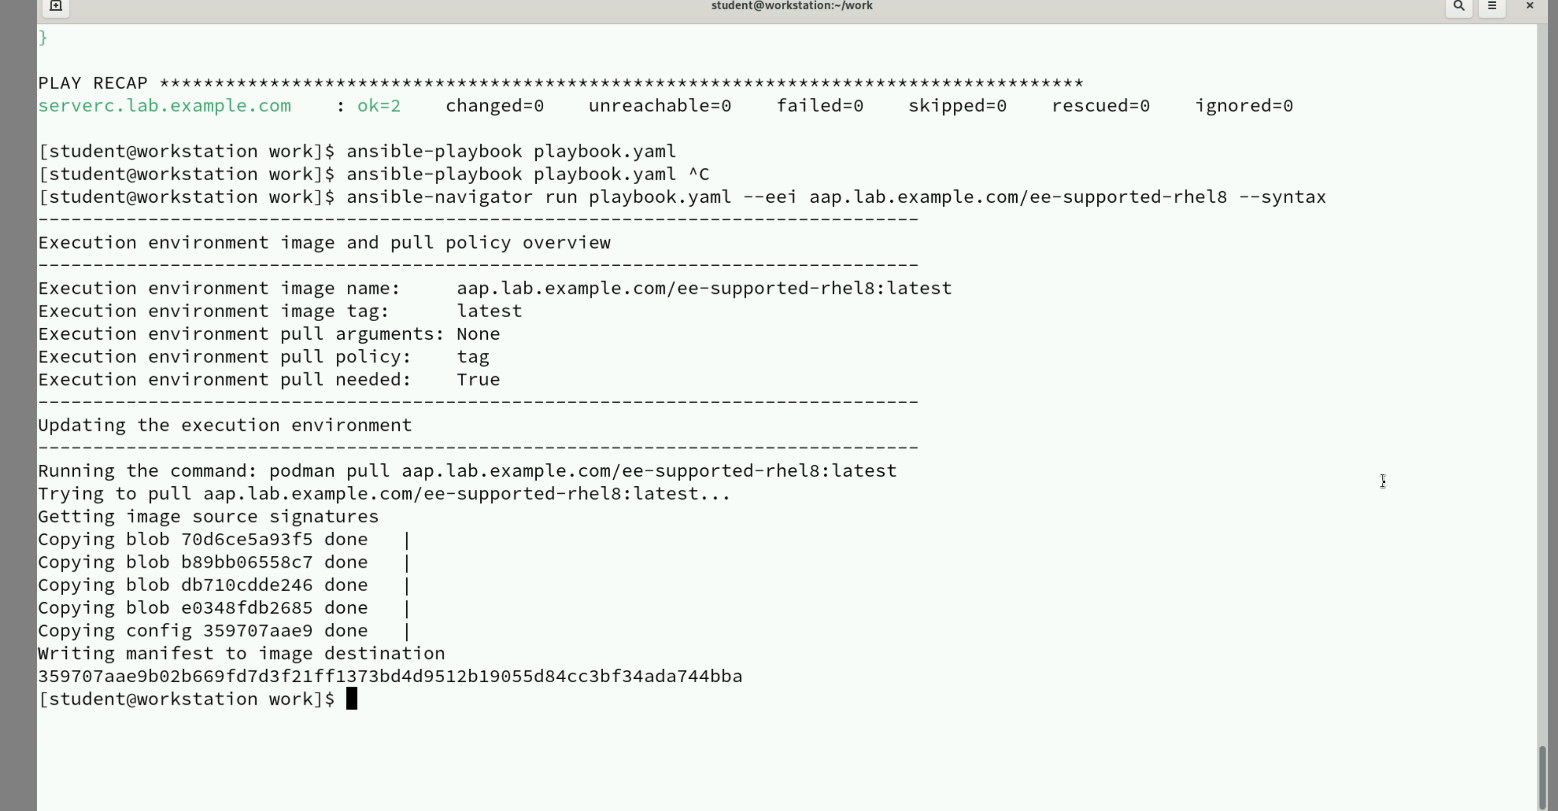 student@workstation:~/work
}
PLAY RECAP ************************************************************************************
serverc.lab.example.com    : ok=2    changed=0    unreachable=0    failed=0    skipped=0    rescued=0    ignored=0
[student@workstation work]$ ansible-playbook playbook.yaml
[student@workstation work]$ ansible-playbook playbook.yaml ^C
[student@workstation work]$ ansible-navigator run playbook.yaml --eei aap.lab.example.com/ee-supported-rhel8 --syntax
--------------------------------------------------------------------------------
Execution environment image and pull policy overview
--------------------------------------------------------------------------------
Execution environment image name:     aap.lab.example.com/ee-supported-rhel8:latest
Execution environment image tag:      latest
Execution environment pull arguments: None
Execution environment pull policy:    tag
Execution environment pull needed:    True
--------------------------------------------------------------------------------
Updating the execution environment
--------------------------------------------------------------------------------
Running the command: podman pull aap.lab.example.com/ee-supported-rhel8:latest
Trying to pull aap.lab.example.com/ee-supported-rhel8:latest...
Getting image source signatures
Copying blob 70d6ce5a93f5 done   |
Copying blob b89bb06558c7 done   |
Copying blob db710cdde246 done   |
Copying blob e0348fdb2685 done   |
Copying config 359707aae9 done   |
Writing manifest to image destination
359707aae9b02b669fd7d3f21ff1373bd4d9512b19055d84cc3bf34ada744bba
[student@workstation work]$